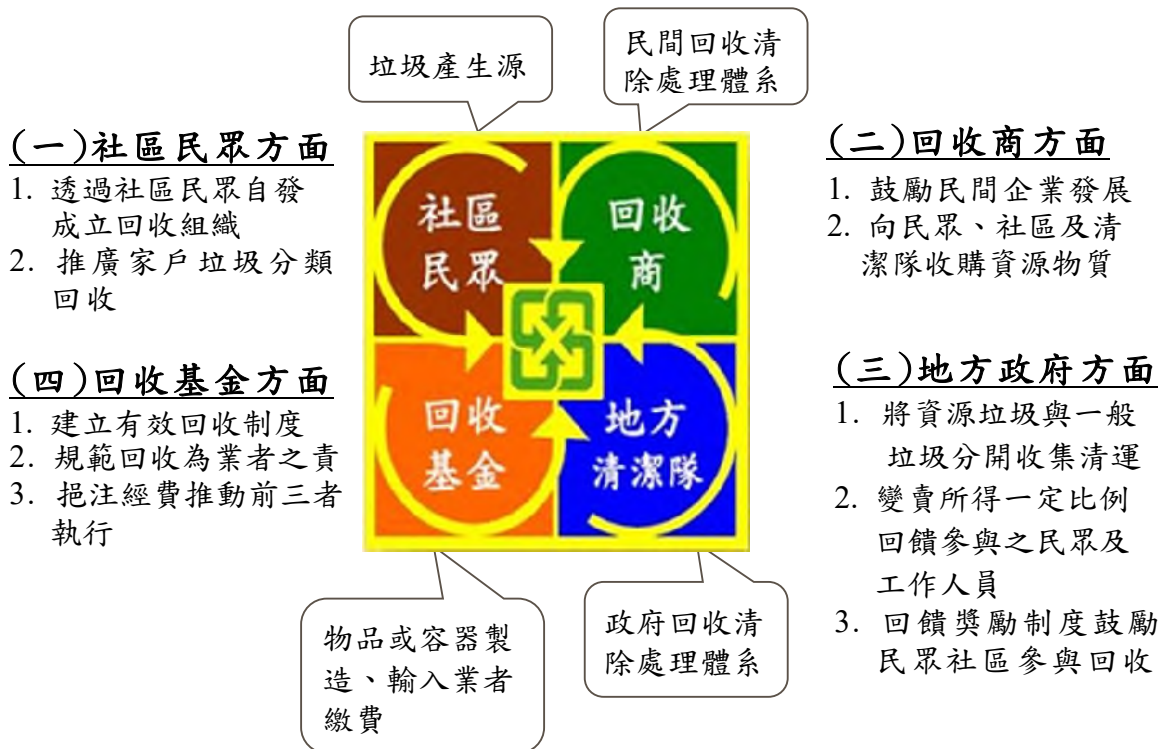 垃圾產生源
民間回收清
除處理體系
(一)社區民眾方面
1. 透過社區民眾自發
成立回收組織
2. 推廣家戶垃圾分類
回收
(二)回收商方面
1. 鼓勵民間企業發展
2. 向民眾、社區及清
潔隊收購資源物質
社區
民眾
回收
商
回收
基金
地方
清潔隊
(四)回收基金方面
1. 建立有效回收制度
2. 規範回收為業者之責
3. 挹注經費推動前三者
執行
(三)地方政府方面
1. 將資源垃圾與一般
垃圾分開收集清運
2. 變賣所得一定比例
回饋參與之民眾及
工作人員
3. 回饋獎勵制度鼓勵
民眾社區參與回收
物品或容器製
造、輸入業者
繳費
政府回收清
除處理體系